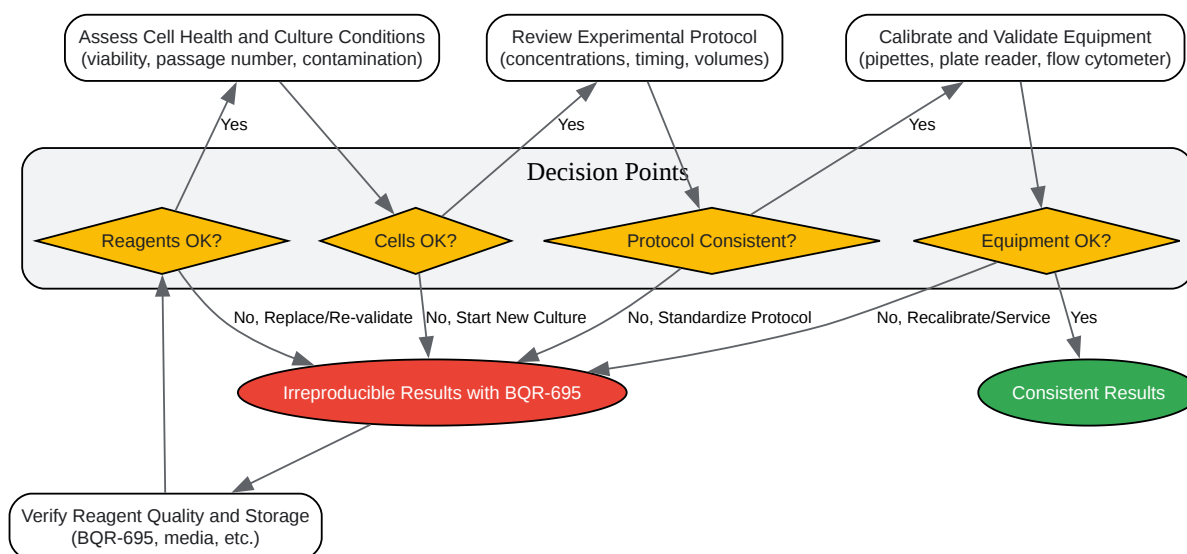 Assess Cell Health and Culture Conditions
(viability, passage number, contamination)
Review Experimental Protocol
(concentrations, timing, volumes)
Calibrate and Validate Equipment
(pipettes, plate reader, flow cytometer)
Yes
Yes
Yes
Decision Points
Reagents OK?
Cells OK?
Protocol Consistent?
Equipment OK?
No, Replace/Re-validate
No, Start New Culture
No, Standardize Protocol
No, Recalibrate/Service
Yes
Irreproducible Results with BQR-695
Consistent Results
Verify Reagent Quality and Storage
(BQR-695, media, etc.)